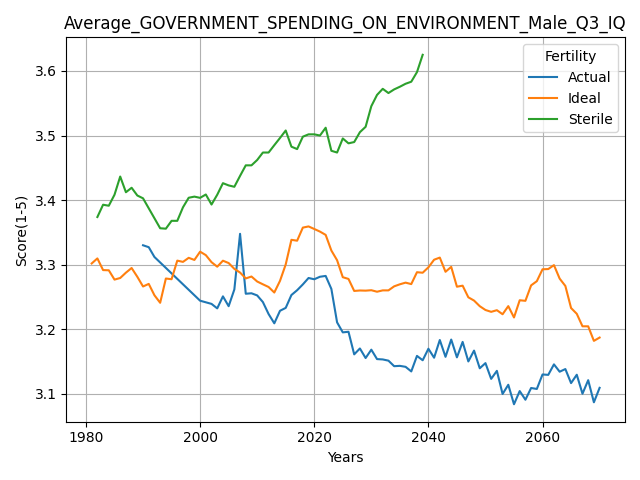 Average_GOVERNMENT_SPENDING_ON_ENVIRONMENT_Male_Q3_IQ
Fertility
Actual
Ideal
Sterile
Score(1-5)
3.6
3.5
3.4
3.3
3.2
3.1
1980 2000 2020 2040 2060
Years